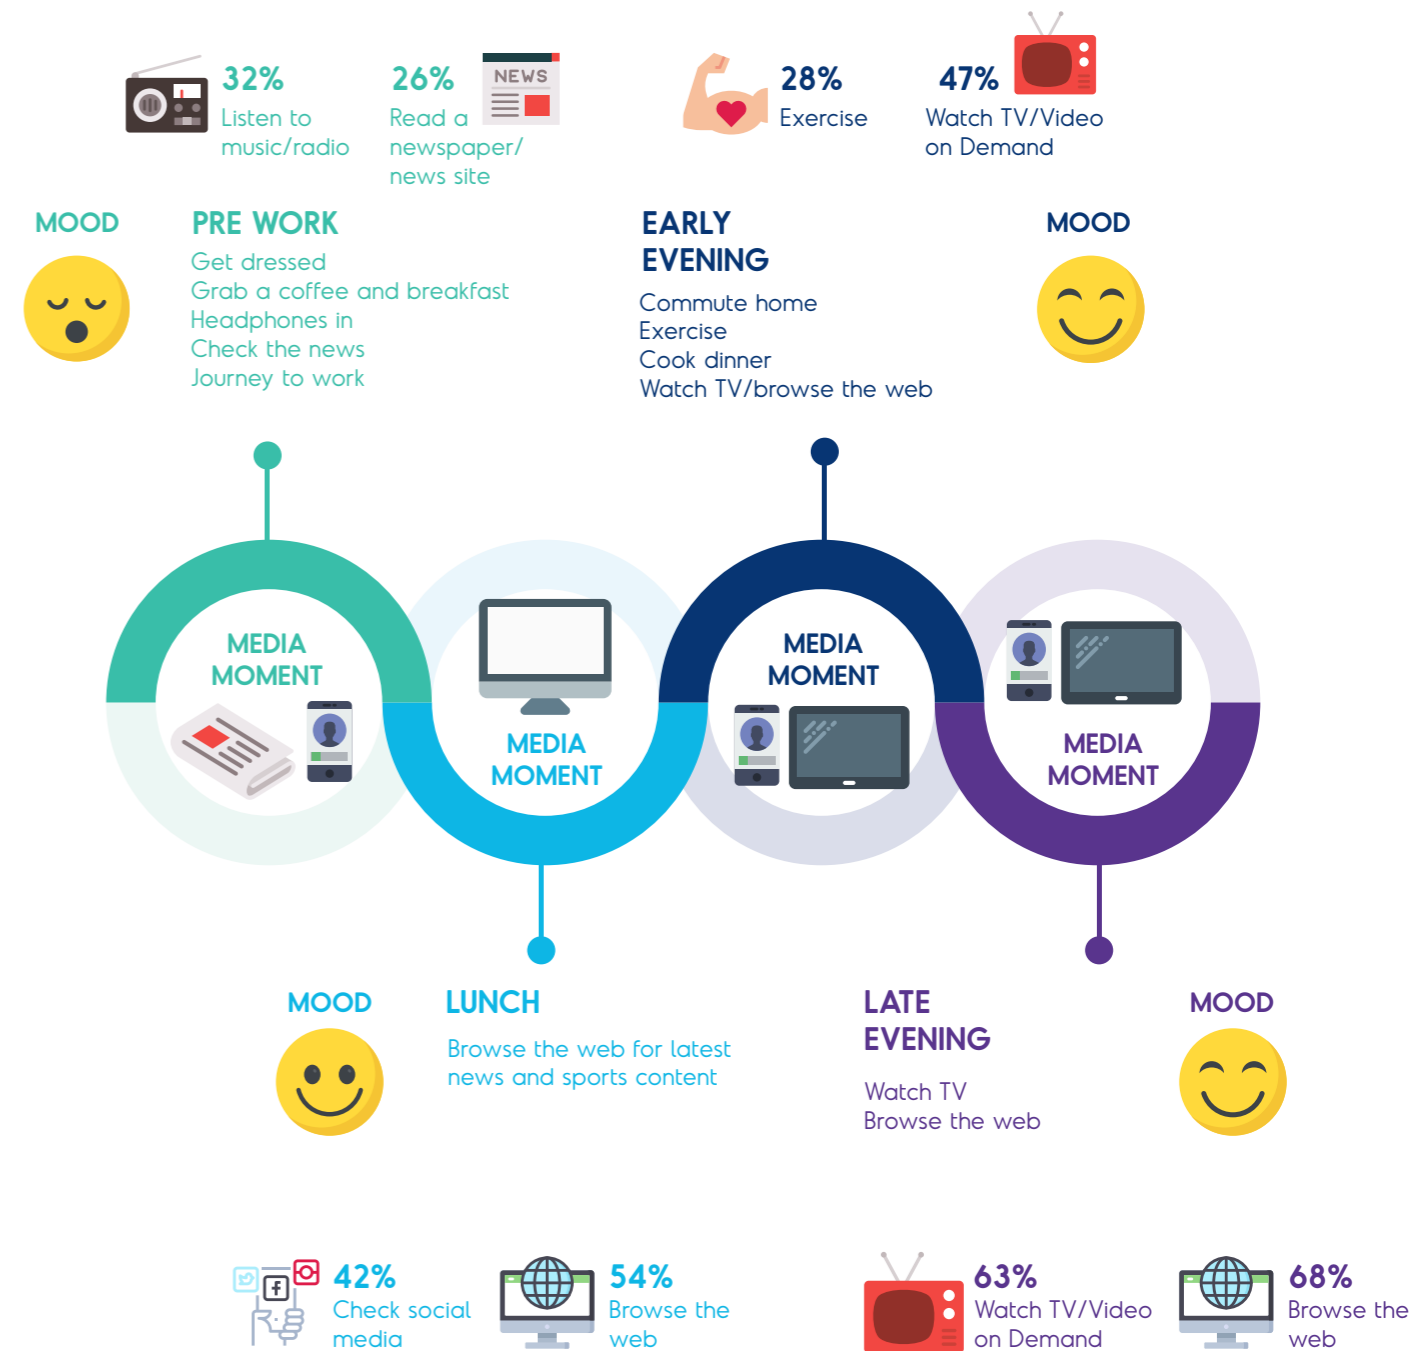 32%
Listen to
music/radio
26%
Read a
newspaper/
news site
NEWS
28%
Exercise
47%
Watch TV/Video
on Demand
MOOD
PRE WORK
Get dressed
Grab a coffee and breakfast
Headphones in
Check the news
Journey to work
EARLY
EVENING
Commute home
Exercise
Cook dinner
Watch TV/browse the web
MOOD
MEDIA
MOMENT
MEDIA
MOMENT
MEDIA
MOMENT
MEDIA
MOMENT
MOOD
LUNCH
Browse the web for latest
news and sports content
LATE
EVENING
Watch TV
Browse the web
MOOD
42%
Check social
media
54%
Browse the
web
63%
Watch TV/Video
on Demand
68%
Browse the
web